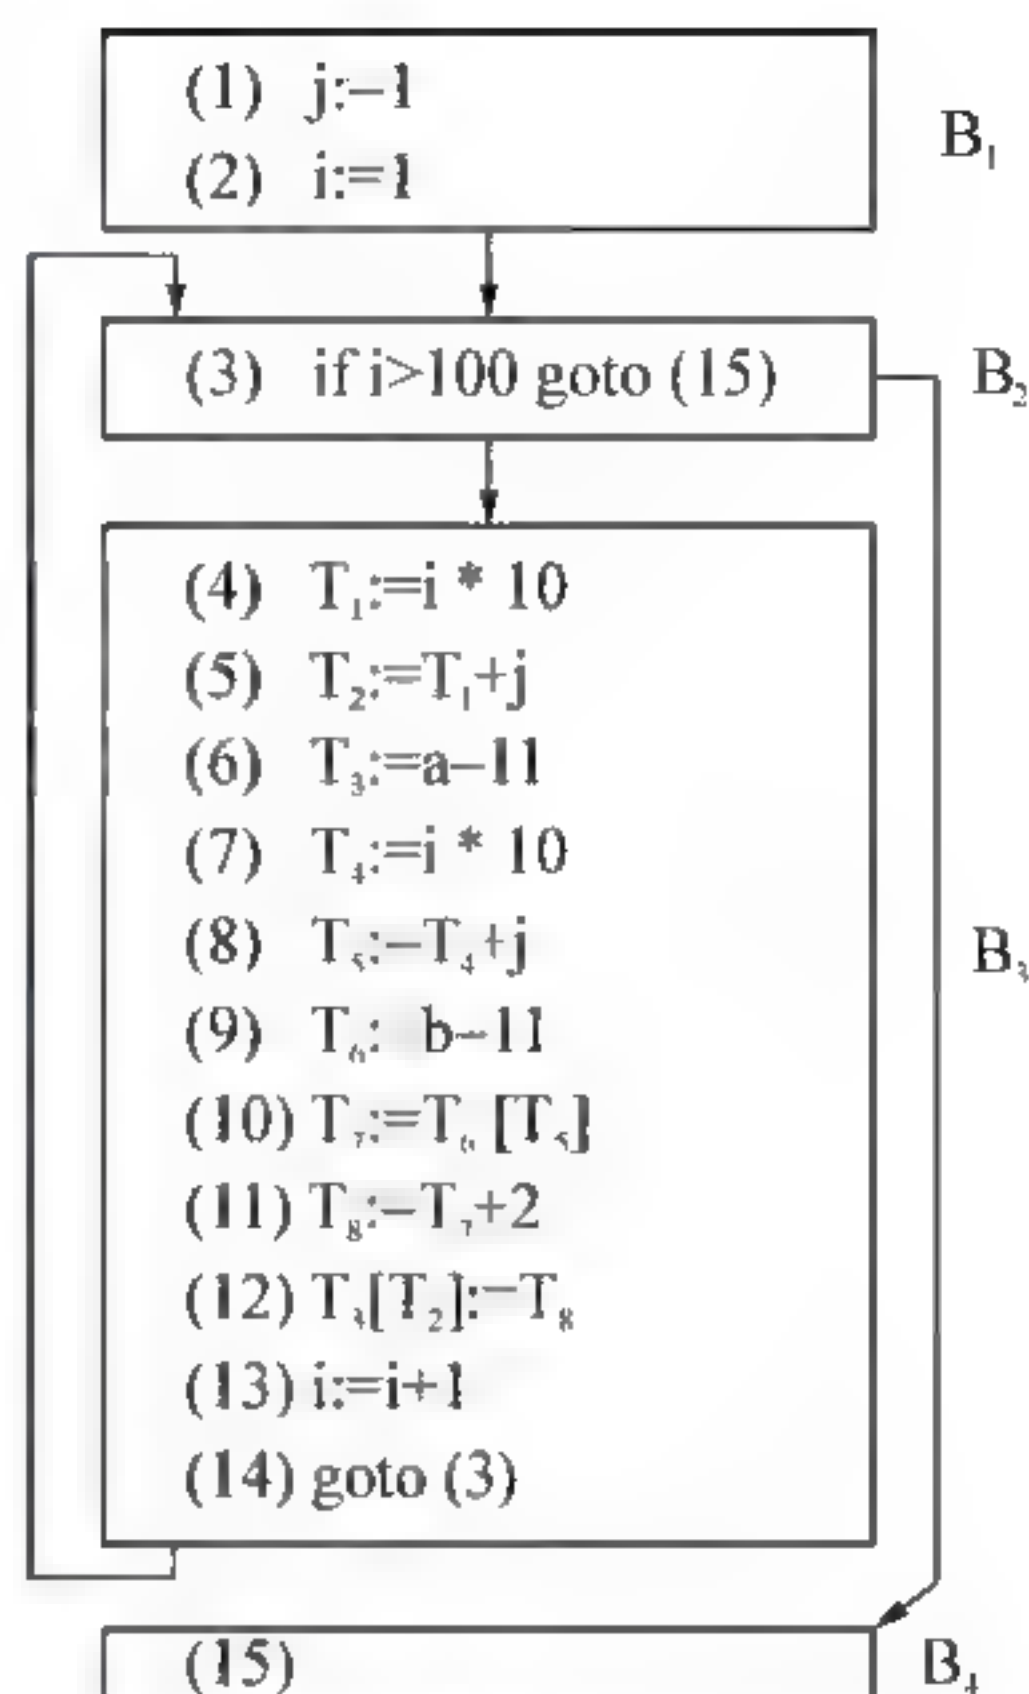 (1) j:–1
(2) i:=1
B₁
(3) if i>100 goto (15)
B₂
(4) T₁:=i * 10
(5) T₂:=T₁+j
(6) T₃:=a–11
(7) T₄:=i * 10
(8) T₅:–T₄+j
(9) T₆: b–11
(10) T₇:=T₆ [T₅]
(11) T₈:–T₇+2
(12) T₃[T₂]:–T₈
(13) i:=i+1
(14) goto (3)
B₃
(15)
B₄